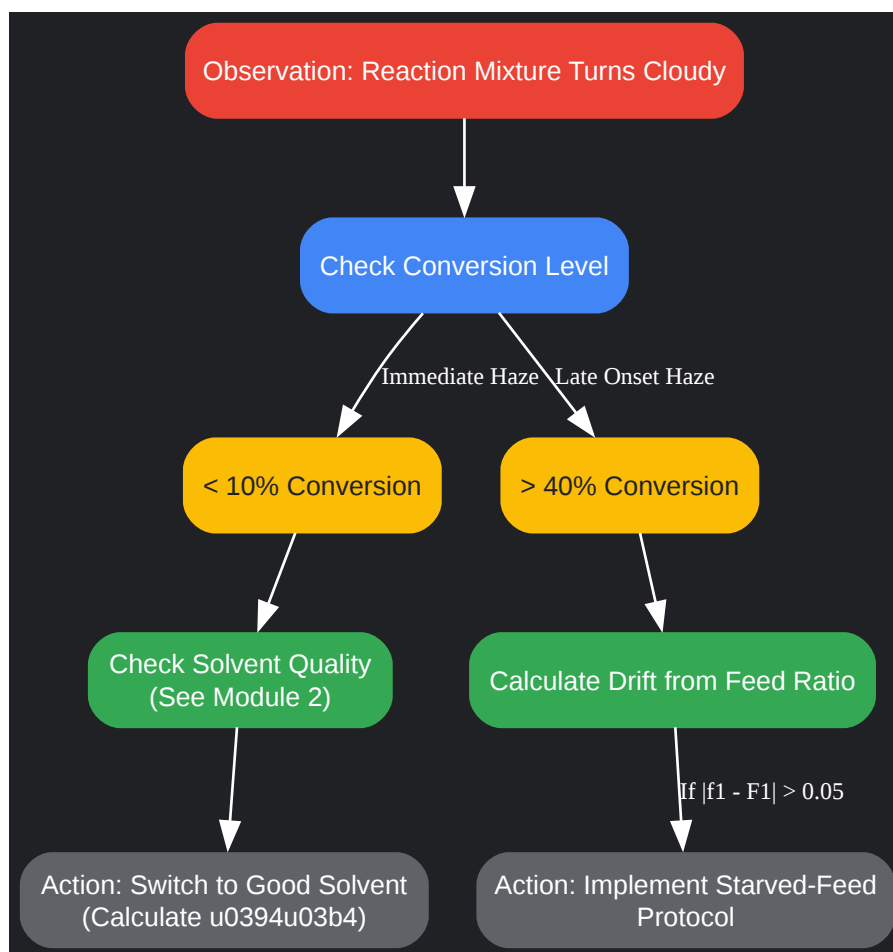 Observation: Reaction Mixture Turns Cloudy
Check Conversion Level
Immediate Haze
Late Onset Haze
< 10% Conversion
> 40% Conversion
Check Solvent Quality
(See Module 2)
Calculate Drift from Feed Ratio
If |f1 - F1| > 0.05
Action: Switch to Good Solvent
(Calculate u0394u03b4)
Action: Implement Starved-Feed
Protocol